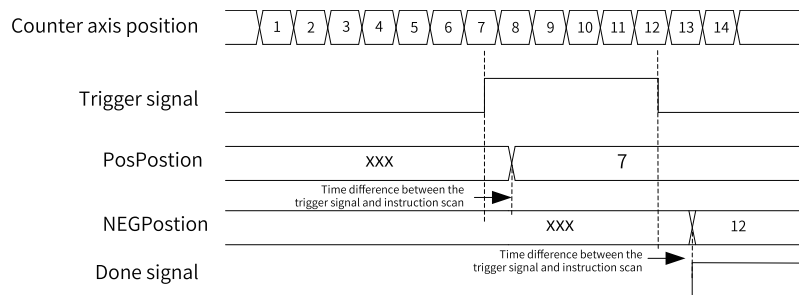 Counter axis position 1 2 3 4 5 6 7 8 9 10 11 12 13 14
Trigger signal
PosPostion xxx 7
Time difference between the
trigger signal and instruction scan
NEGPostion xxx 12
Time difference between the
trigger signal and instruction scan
Done signal